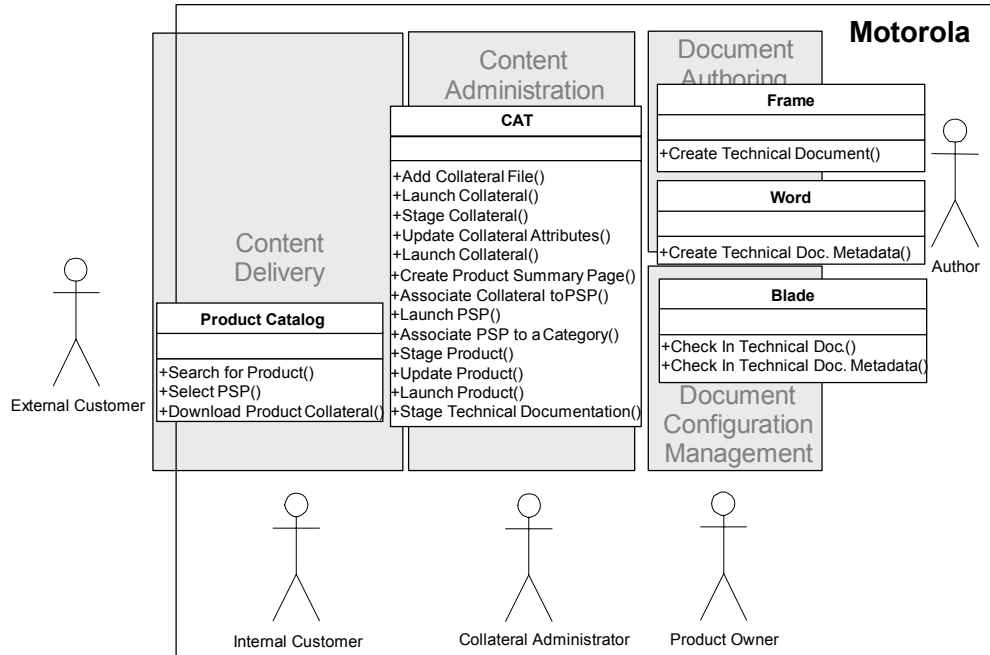 Motorola
Content
Delivery
Content
Administration
Document
Authoring
Document
Configuration
Management
Product Catalog
+Search for Product()
+Select PSP()
+Download Product Collateral()
CAT
+Add Collateral File()
+Launch Collateral()
+Stage Collateral()
+Update Collateral Attributes()
+Launch Collateral()
+Create Product Summary Page()
+Associate Collateral to PSP()
+Launch PSP()
+Associate PSP to a Category()
+Stage Product()
+Update Product()
+Launch Product()
+Stage Technical Documentation()
Frame
+Create Technical Document()
Word
+Create Technical Doc. Metadata()
Blade
+Check In Technical Doc.()
+Check In Technical Doc. Metadata()
External Customer
Author
Internal Customer
Collateral Administrator
Product Owner